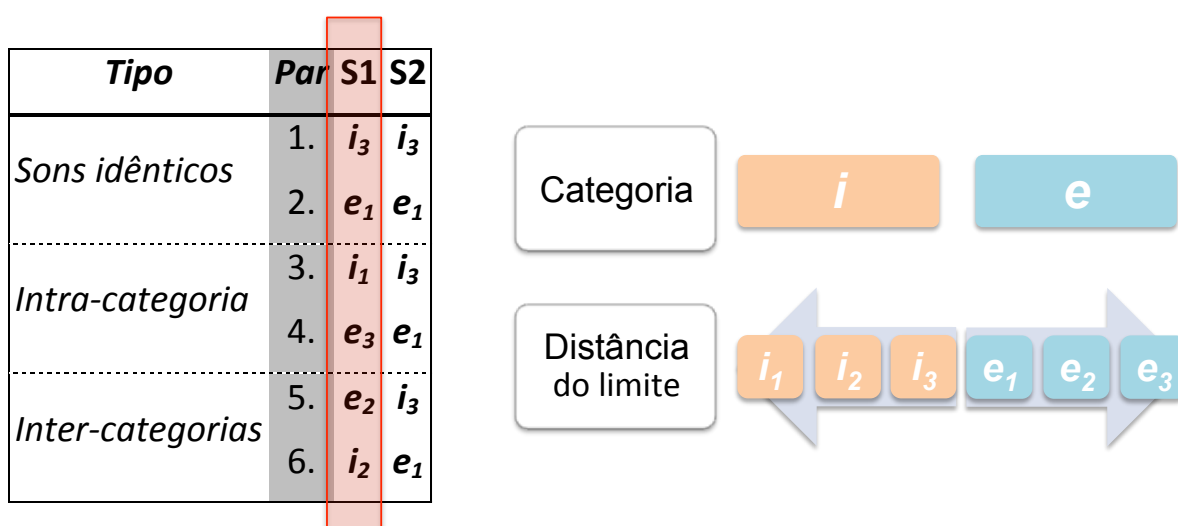 Tipo Par S1 S2
Sons idênticos
1. i₃ i₃
2. e₁ e₁
Intra-categoria
3. i₁ i₃
4. e₃ e₁
Inter-categorias
5. e₂ i₃
6. i₂ e₁
Categoria
i e
Distância
do limite
i₁ i₂ i₃ e₁ e₂ e₃